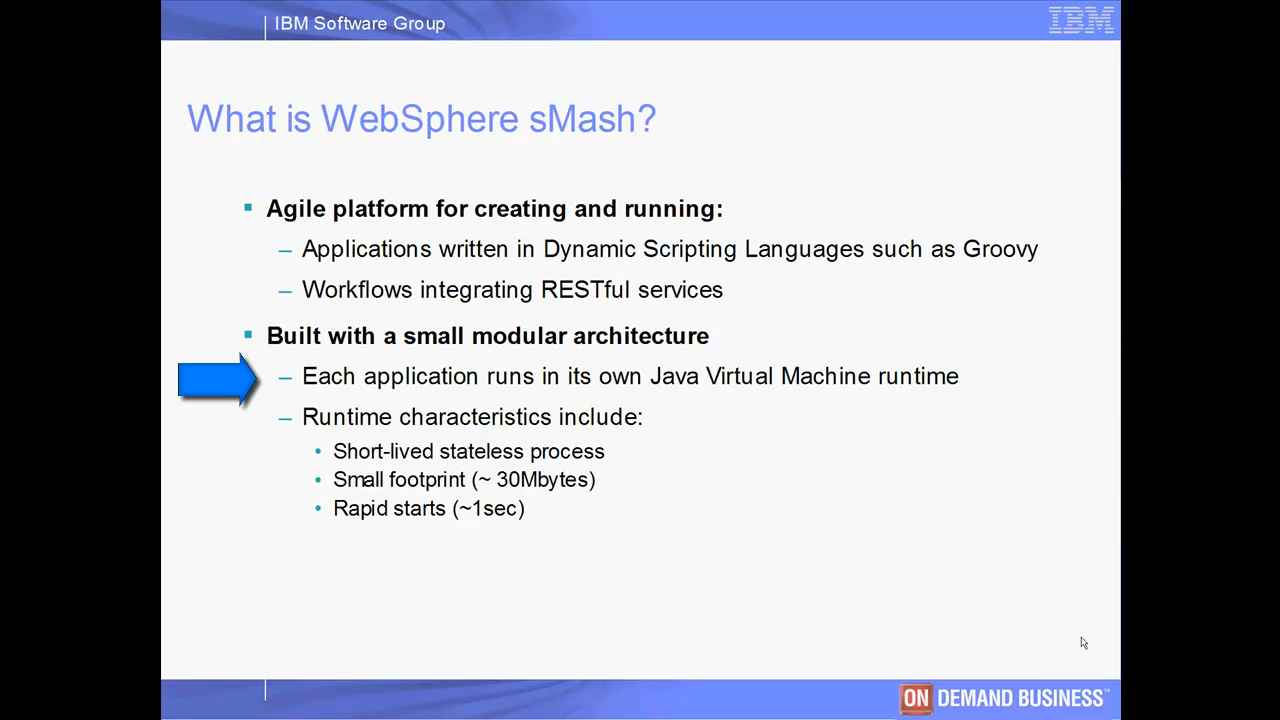 IBM Software Group
IBM
What is WebSphere sMash?
▪ Agile platform for creating and running:
– Applications written in Dynamic Scripting Languages such as Groovy
– Workflows integrating RESTful services
▪ Built with a small modular architecture
– Each application runs in its own Java Virtual Machine runtime
– Runtime characteristics include:
• Short-lived stateless process
• Small footprint (~ 30Mbytes)
• Rapid starts (~1sec)
ON DEMAND BUSINESS™